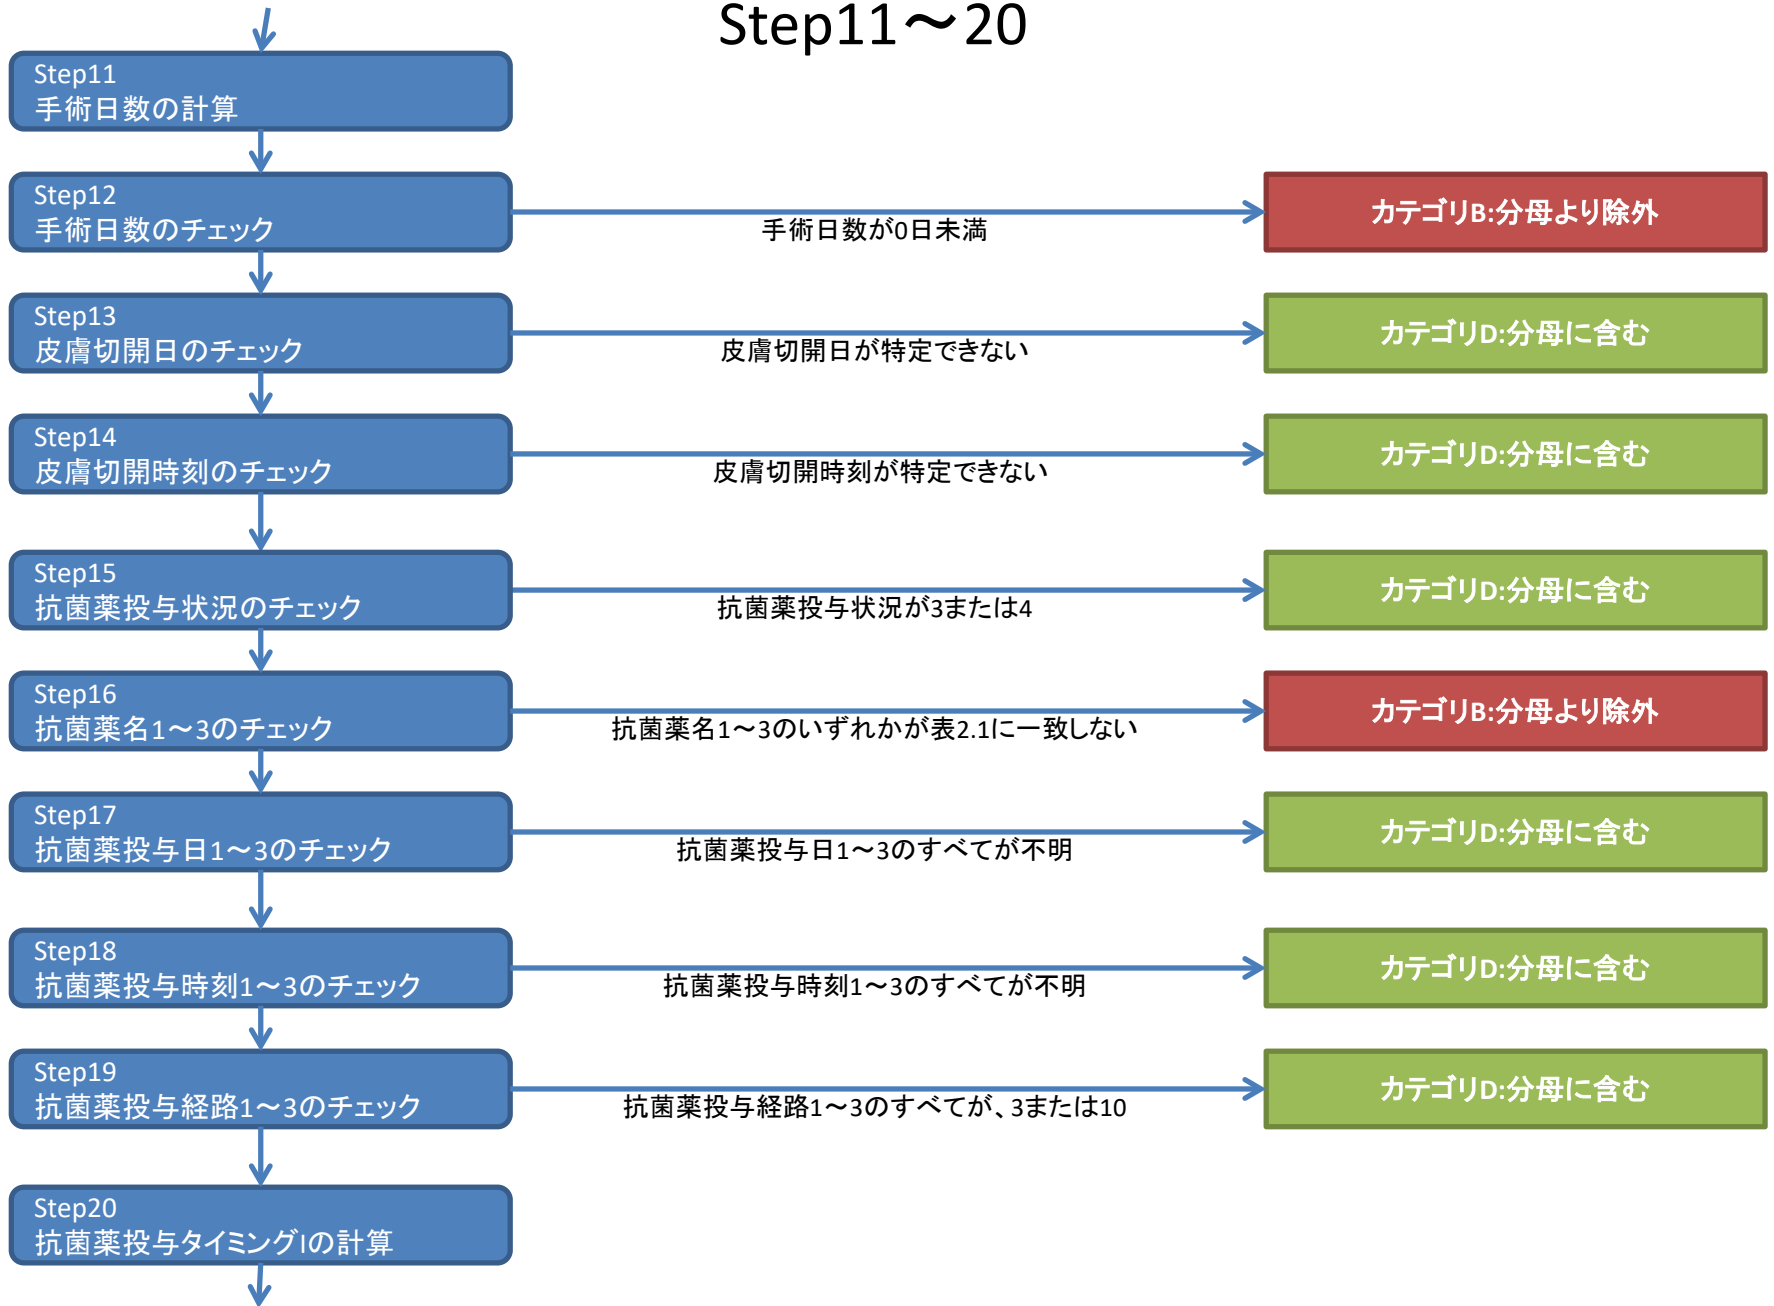 Step11～20
Step11
手術日数の計算
Step12
手術日数のチェック
手術日数が0日未満
カテゴリB:分母より除外
Step13
皮膚切開日のチェック
皮膚切開日が特定できない
カテゴリD:分母に含む
Step14
皮膚切開時刻のチェック
皮膚切開時刻が特定できない
カテゴリD:分母に含む
Step15
抗菌薬投与状況のチェック
抗菌薬投与状況が3または4
カテゴリD:分母に含む
Step16
抗菌薬名1～3のチェック
抗菌薬名1～3のいずれかが表2.1に一致しない
カテゴリB:分母より除外
Step17
抗菌薬投与日1～3のチェック
抗菌薬投与日1～3のすべてが不明
カテゴリD:分母に含む
Step18
抗菌薬投与時刻1～3のチェック
抗菌薬投与時刻1～3のすべてが不明
カテゴリD:分母に含む
Step19
抗菌薬投与経路1～3のチェック
抗菌薬投与経路1～3のすべてが、3または10
カテゴリD:分母に含む
Step20
抗菌薬投与タイミングIの計算